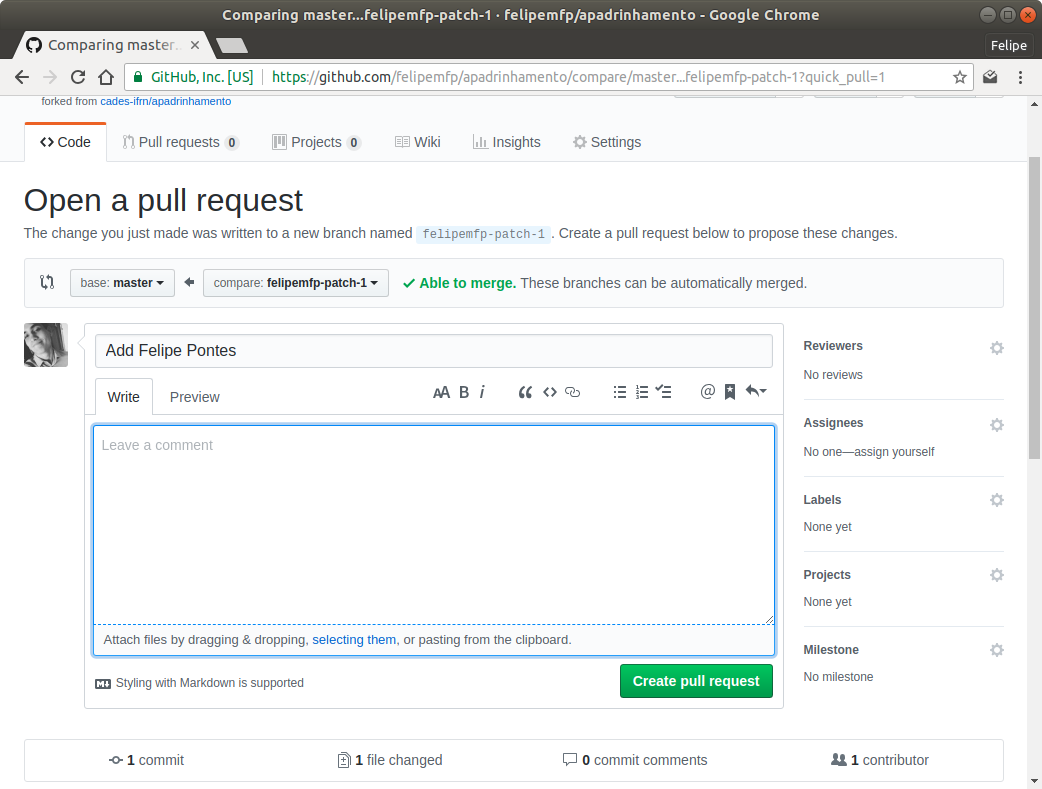 Comparing master...felipemfp-patch-1 · felipemfp/apadrinhamento - Google Chrome
Comparing master...
Felipe
GitHub, Inc. [US] https://github.com/felipemfp/apadrinhamento/compare/master...felipemfp-patch-1?quick_pull=1
forked from cades-ifrn/apadrinhamento
<> Code Pull requests 0 Projects 0 Wiki Insights Settings
Open a pull request
The change you just made was written to a new branch named felipemfp-patch-1 . Create a pull request below to propose these changes.
base: master compare: felipemfp-patch-1 Able to merge. These branches can be automatically merged.
Add Felipe Pontes
Write Preview AA B i “ <> @
Leave a comment
Attach files by dragging & dropping, selecting them, or pasting from the clipboard.
Styling with Markdown is supported
Create pull request
Reviewers
No reviews
Assignees
No one—assign yourself
Labels
None yet
Projects
None yet
Milestone
No milestone
1 commit 1 file changed 0 commit comments 1 contributor